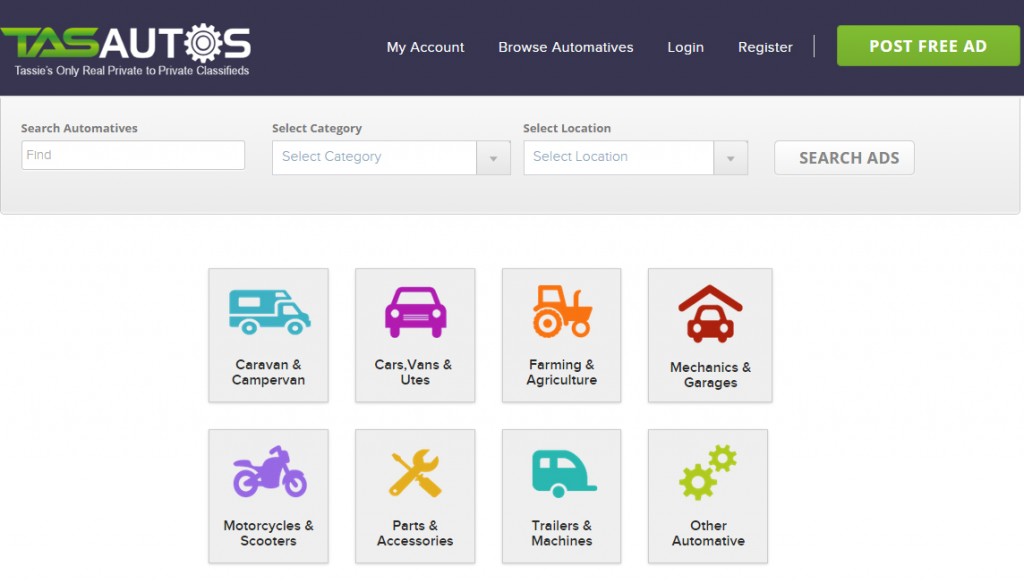 TASAUTOS
Tassie's Only Real Private to Private Classifieds
My Account Browse Automatives Login Register POST FREE AD
Search Automatives Select Category Select Location
Find Select Category Select Location SEARCH ADS
Caravan &
Campervan
Cars,Vans &
Utes
Farming &
Agriculture
Mechanics &
Garages
Motorcycles &
Scooters
Parts &
Accessories
Trailers &
Machines
Other
Automative